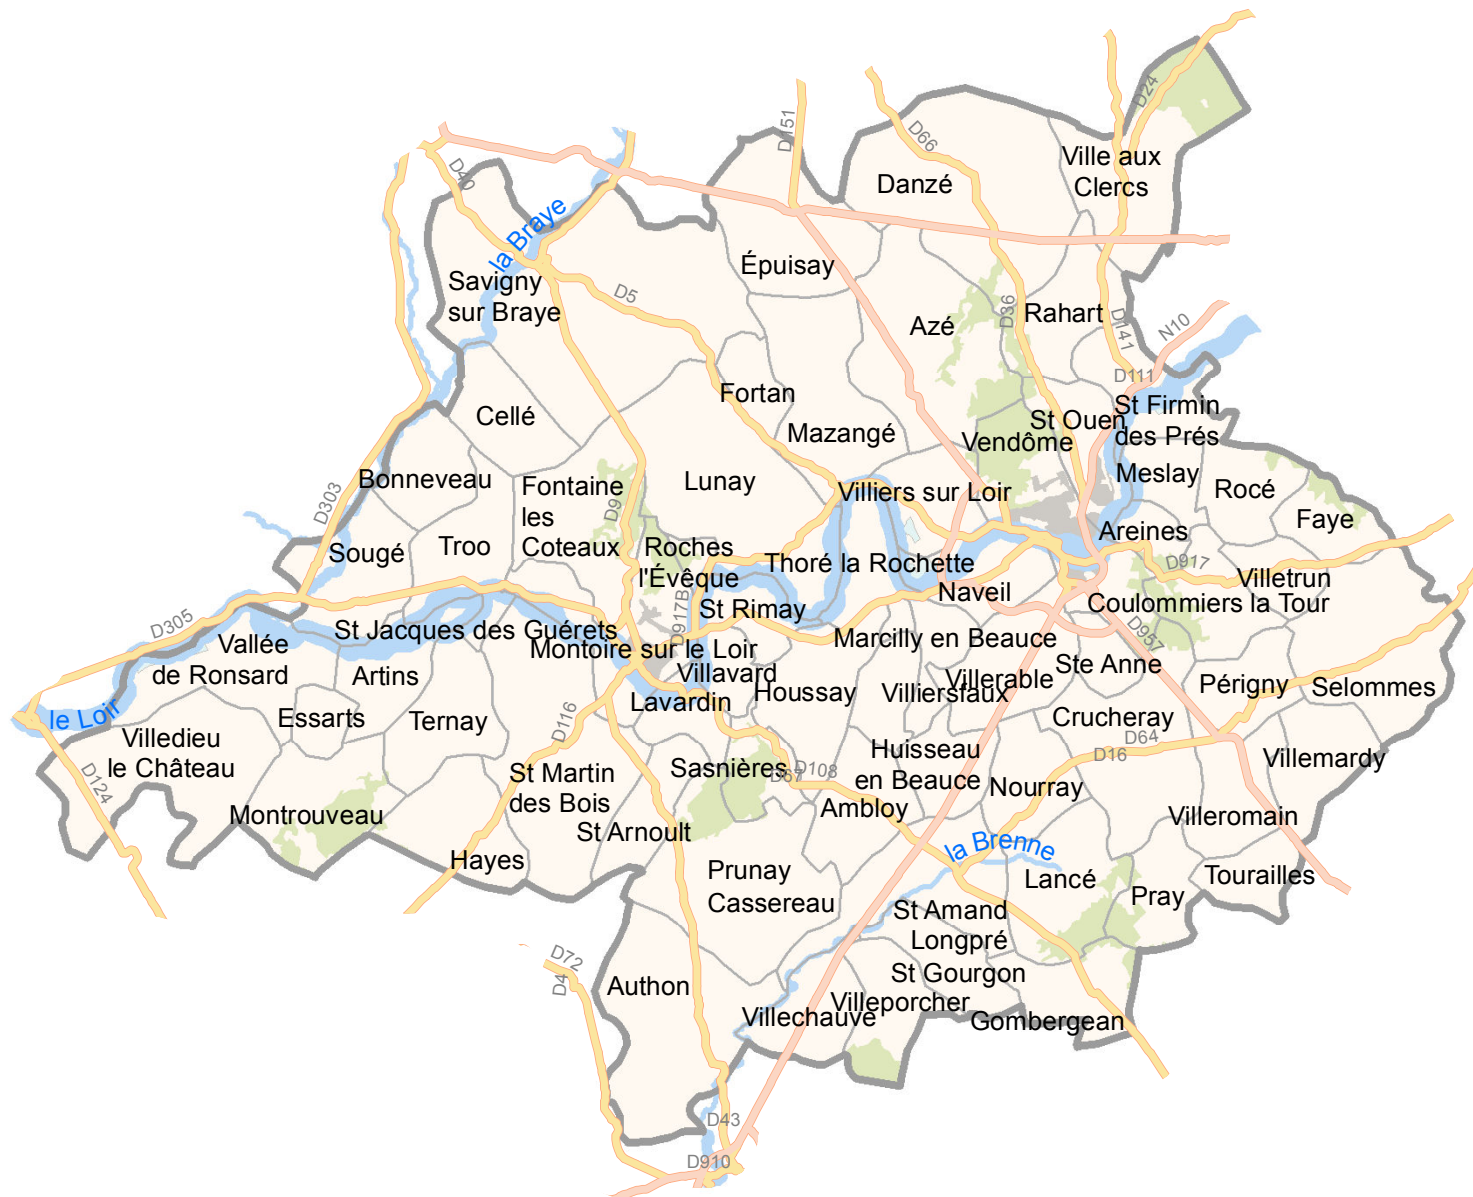 D24
D151
D66
Ville aux
Clercs
Danzé
D40
la Braye
Épuisay
Savigny
sur Braye
D5
Azé
D36
Rahart
D141
N10
D111
Fortan
Cellé
Mazangé
St Firmin
des Prés
St Ouen
Vendôme
Meslay
Bonneveau
Fontaine
les
Coteaux
D9
Lunay
Villiers sur Loir
Rocé
Faye
D303
Sougé
Troo
Roches
l'Évêque
Areines
Thoré la Rochette
D917
Villetrun
Naveil
D917B
St Rimay
Coulommiers la Tour
D305
Vallée
de Ronsard
St Jacques des Guérets
Montoire sur le Loir
Marcilly en Beauce
D957
Artins
Villavard
Ste Anne
Houssay
Villiersfaux
Villerable
Périgny
Selommes
Lavardin
le Loir
Essarts
Ternay
D116
Crucheray
D64
D16
Villedieu
le Château
D124
St Martin
des Bois
Sasnières
D67
D108
Huisseau
en Beauce
Nourray
Villemardy
Montrouveau
Ambloy
Villeromain
St Arnoult
Hayes
la Brenne
Prunay
Cassereau
Lancé
Tourailles
Pray
St Amand
Longpré
D72
D4
Authon
St Gourgon
Villeporcher
Villechauve
Gombergean
D43
D910